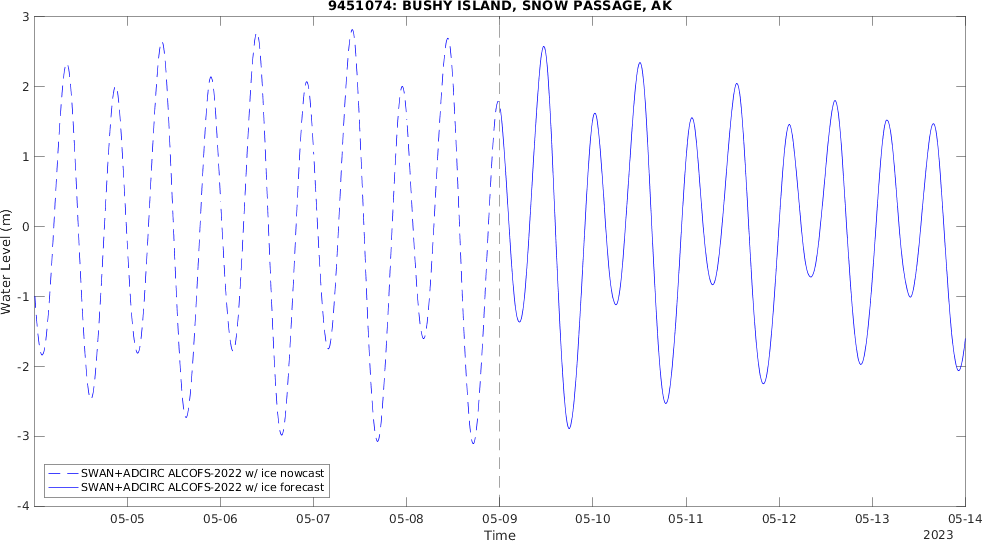 9451074: BUSHY ISLAND, SNOW PASSAGE, AK
3
2
1
0
-1
-2
-3
-4
Water Level (m)
SWAN+ADCIRC ALCOFS-2022 w/ ice nowcast
SWAN+ADCIRC ALCOFS-2022 w/ ice forecast
05-05 05-06 05-07 05-08 05-09 05-10 05-11 05-12 05-13 05-14
Time
2023